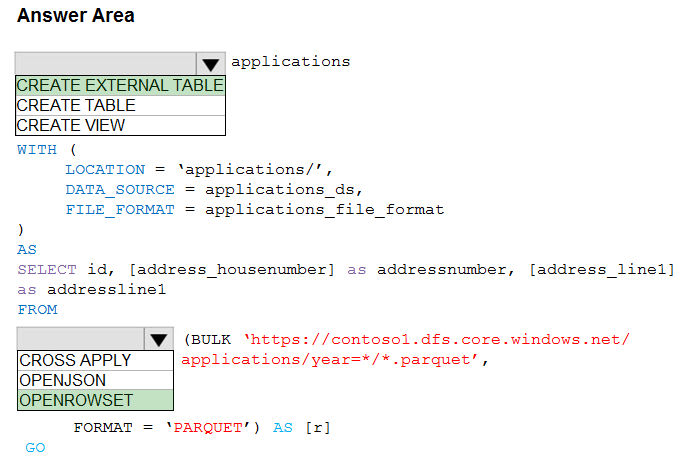 Answer Area
applications
CREATE EXTERNAL TABLE
CREATE TABLE
CREATE VIEW
WITH (
LOCATION = ‘applications/’,
DATA_SOURCE = applications_ds,
FILE_FORMAT = applications_file_format
)
AS
SELECT id, [address_housenumber] as addressnumber, [address_line1]
as addressline1
FROM
(BULK ‘https://contoso1.dfs.core.windows.net/
CROSS APPLY applications/year=*/*.parquet’,
OPENJSON
OPENROWSET
FORMAT = ‘PARQUET’) AS [r]
GO